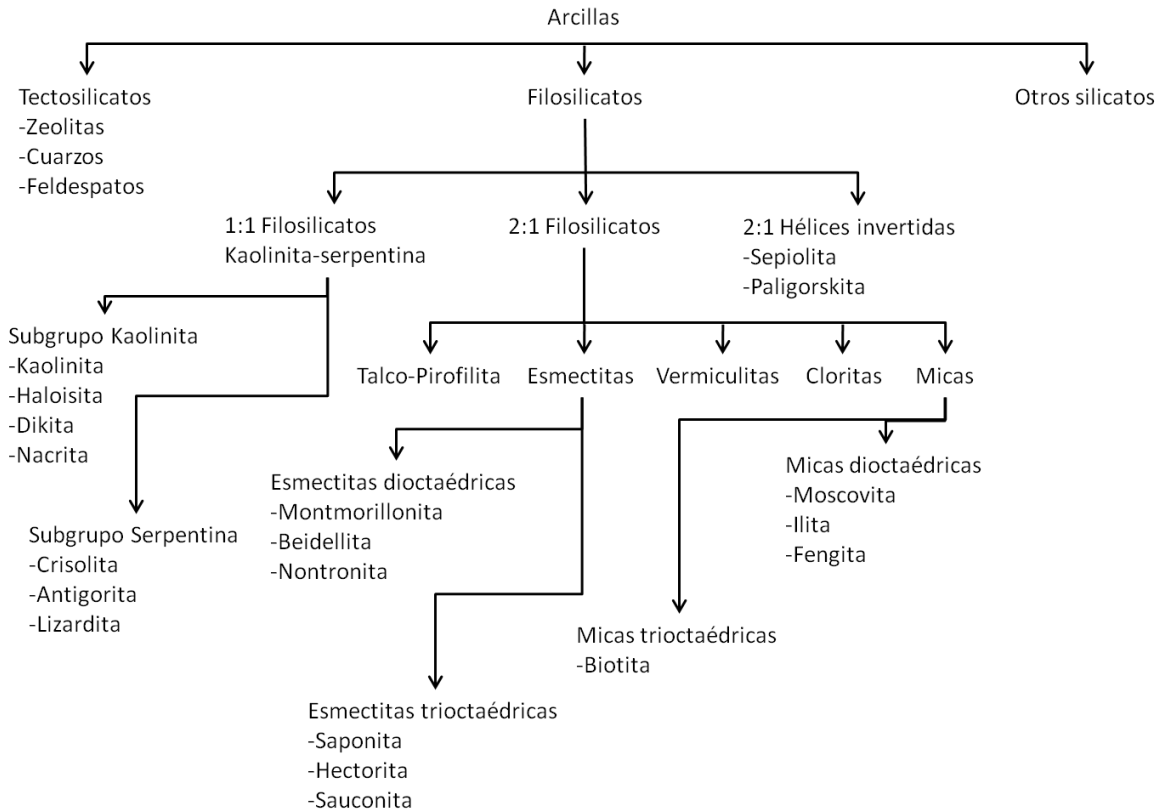 Arcillas
Tectosilicatos
-Zeolitas
-Cuarzos
-Feldespatos
Filosilicatos
Otros silicatos
1:1 Filosilicatos
Kaolinita-serpentina
2:1 Filosilicatos
2:1 Hélices invertidas
-Sepiolita
-Paligorskita
Subgrupo Kaolinita
-Kaolinita
-Haloisita
-Dikita
-Nacrita
Talco-Pirofilita
Esmectitas
Vermiculitas
Cloritas
Micas
Subgrupo Serpentina
-Crisolita
-Antigorita
-Lizardita
Esmectitas dioctaédricas
-Montmorillonita
-Beidellita
-Nontronita
Micas dioctaédricas
-Moscovita
-Ilita
-Fengita
Micas trioctaédricas
-Biotita
Esmectitas trioctaédricas
-Saponita
-Hectorita
-Sauconita